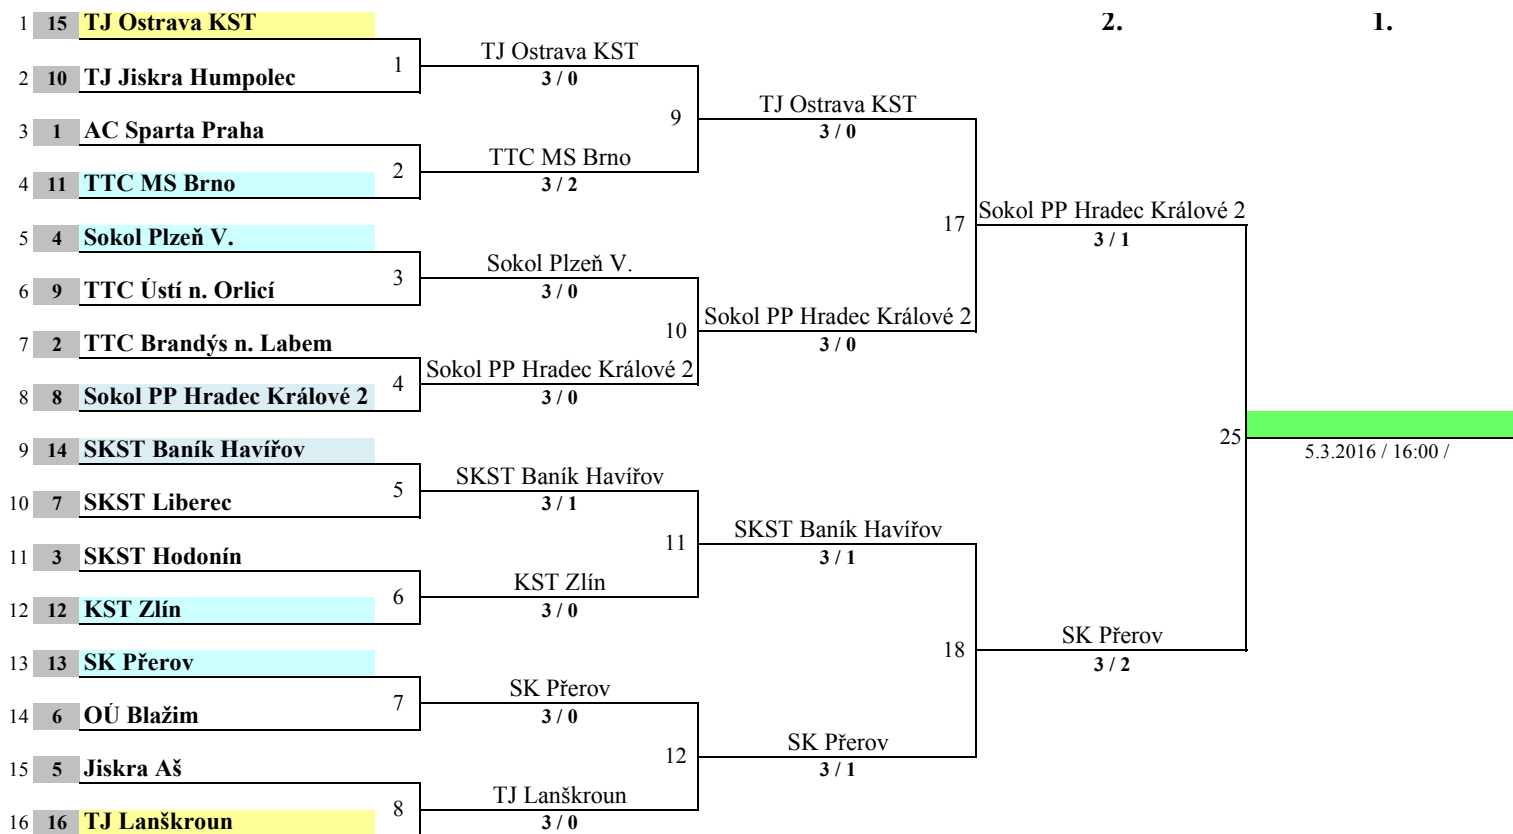 2. 1.
1 15 TJ Ostrava KST
1 TJ Ostrava KST
2 10 TJ Jiskra Humpolec
3 / 0
9 TJ Ostrava KST
3 1 AC Sparta Praha
3 / 0
2 TTC MS Brno
4 11 TTC MS Brno
3 / 2
17 Sokol PP Hradec Králové 2
5 4 Sokol Plzeň V.
3 / 1
3 Sokol Plzeň V.
6 9 TTC Ústí n. Orlicí
3 / 0
10 Sokol PP Hradec Králové 2
7 2 TTC Brandýs n. Labem
3 / 0
4 Sokol PP Hradec Králové 2
8 8 Sokol PP Hradec Králové 2
3 / 0
25
5.3.2016 / 16:00 /
9 14 SKST Baník Havířov
5 SKST Baník Havířov
10 7 SKST Liberec
3 / 1
11 SKST Baník Havířov
11 3 SKST Hodonín
3 / 1
6 KST Zlín
12 12 KST Zlín
3 / 0
18 SK Přerov
13 13 SK Přerov
3 / 2
7 SK Přerov
14 6 OÚ Blažim
3 / 0
12 SK Přerov
15 5 Jiskra Aš
3 / 1
8 TJ Lanškroun
16 16 TJ Lanškroun
3 / 0